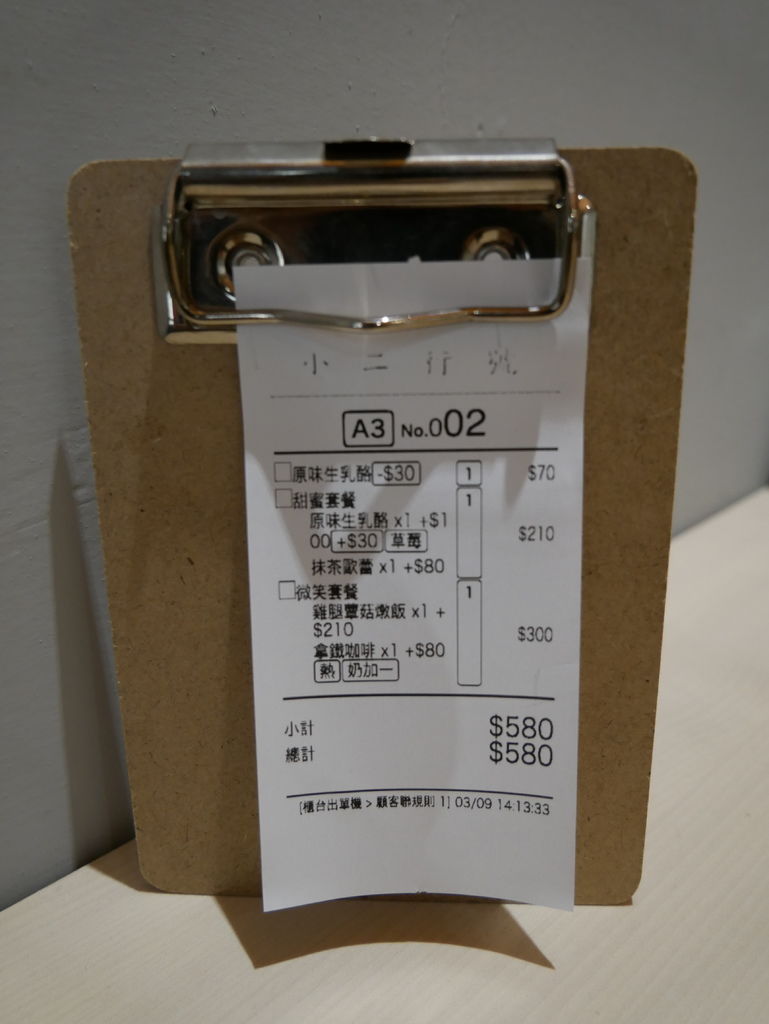 小二行號
A3 No.002
原味生乳酪 -$30 1 $70
甜蜜套餐 1
原味生乳酪 x1 +$1
00 +$30 草莓 $210
抹茶歐蕾 x1 +$80
微笑套餐 1
雞腿蕈菇燉飯 x1 +
$210 $300
拿鐵咖啡 x1 +$80
熱 奶加一
小計 $580
總計 $580
[櫃台出單機 > 顧客聯規則 1] 03/09 14:13:33